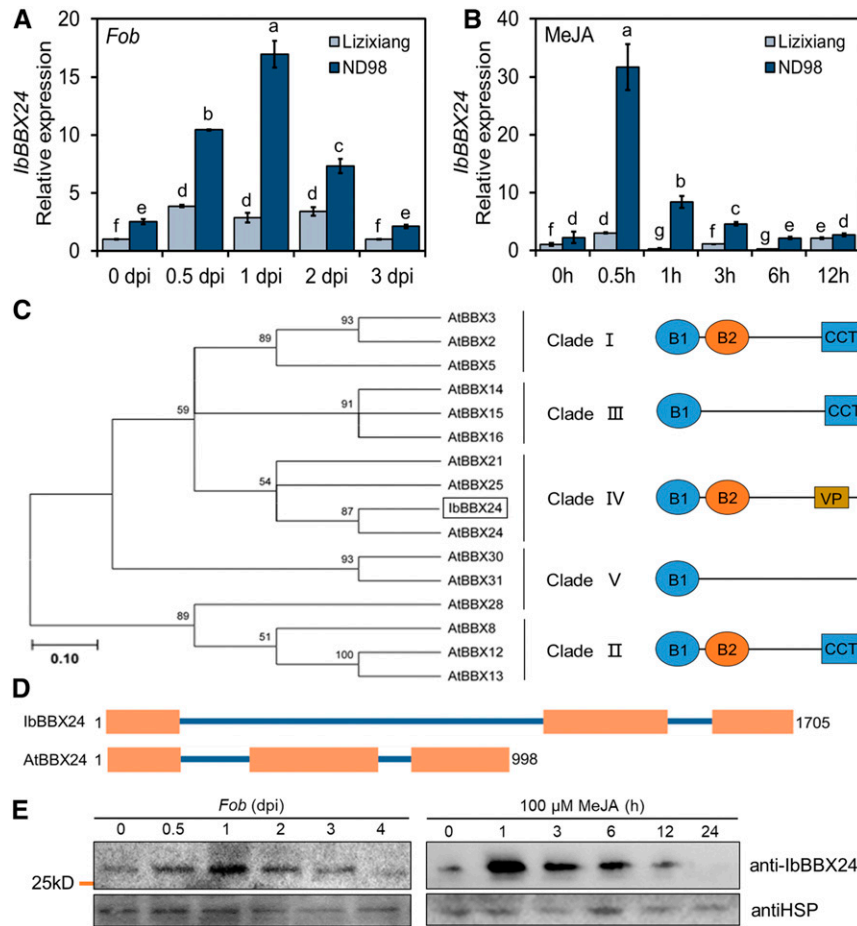 A
Fob
Lizixiang
ND98
IbBBX24
Relative expression
20
15
10
5
0
f
e
d
b
d
a
d
c
f
e
0 dpi
0.5 dpi
1 dpi
2 dpi
3 dpi
B
MeJA
Lizixiang
ND98
IbBBX24
Relative expression
40
30
20
10
0
f
d
d
a
g
b
f
c
g
e
e
d
0h
0.5h
1h
3h
6h
12h
C
93
89
59
91
54
87
93
89
51
100
0.10
AtBBX3
AtBBX2
AtBBX5
Clade I
B1 B2 CCT
AtBBX14
AtBBX15
AtBBX16
Clade III
B1 CCT
AtBBX21
AtBBX25
IbBBX24
AtBBX24
Clade IV
B1 B2 VP
AtBBX30
AtBBX31
AtBBX28
Clade V
B1
AtBBX8
AtBBX12
AtBBX13
Clade II
B1 B2 CCT
D
IbBBX24 1 1705
AtBBX24 1 998
E
Fob (dpi)
0 0.5 1 2 3 4
100 µM MeJA (h)
0 1 3 6 12 24
25kD
anti-IbBBX24
antiHSP